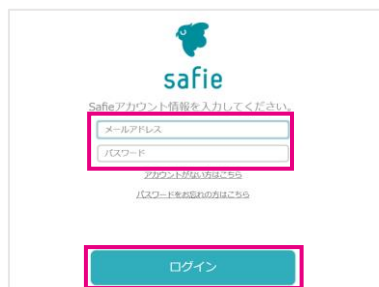 safie
Safieアカウント情報を入力してください。
メールアドレス
パスワード
アカウントがない方はこちら
パスワードをお忘れの方はこちら
ログイン